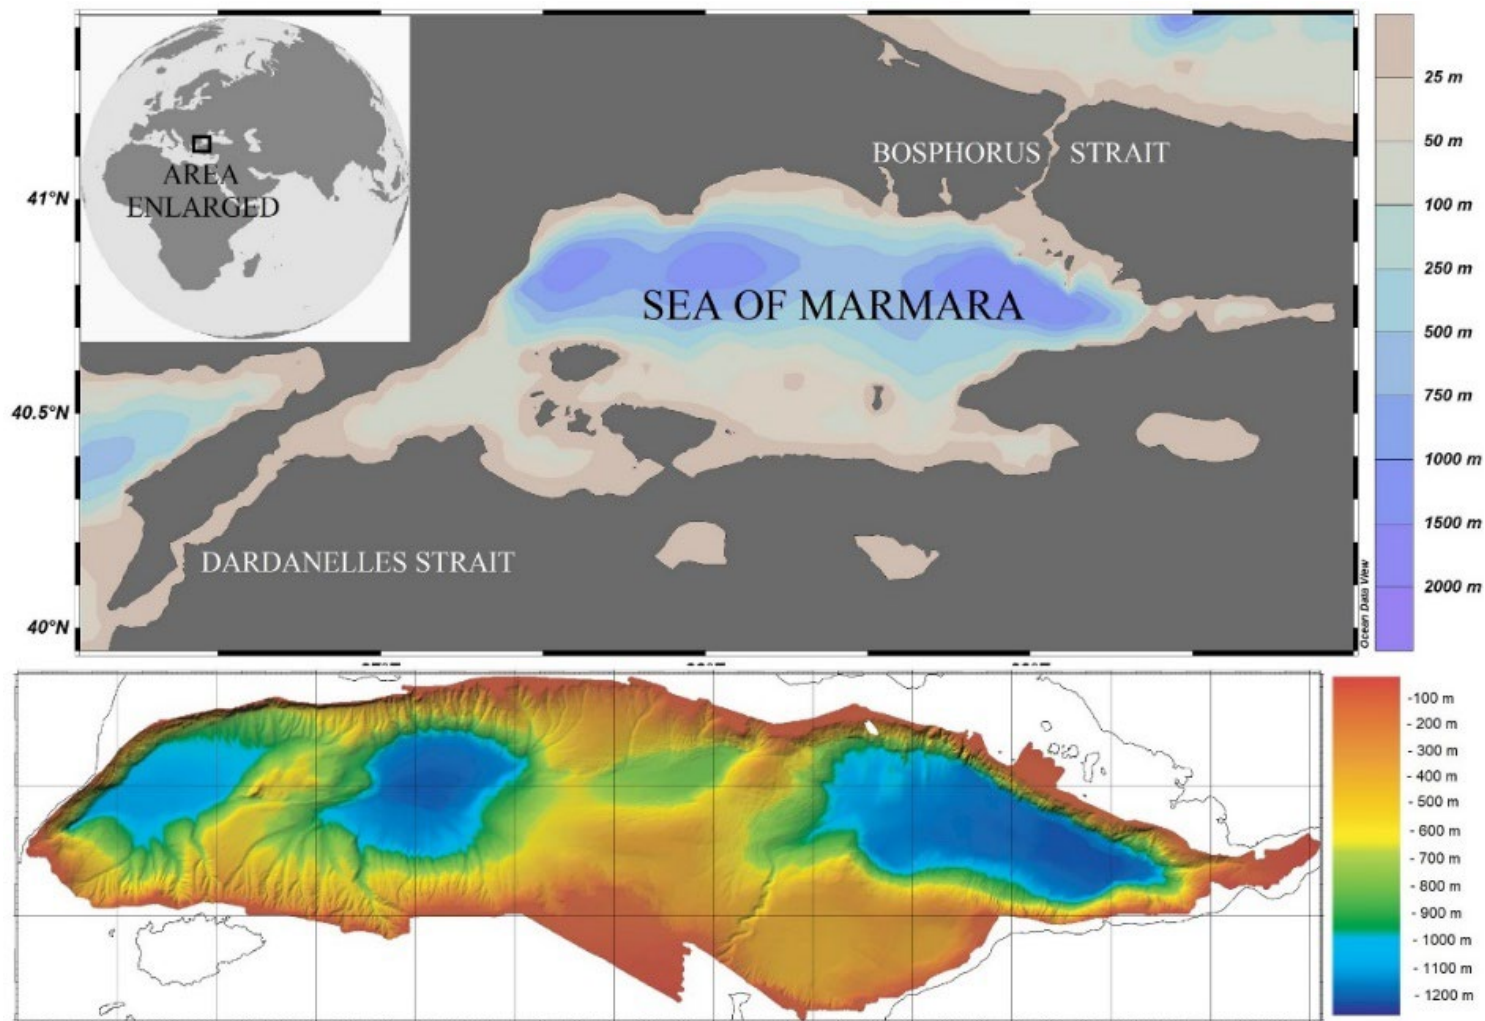 AREA
ENLARGED
BOSPHORUS STRAIT
SEA OF MARMARA
DARDANELLES STRAIT
41°N
40.5°N
40°N
25 m
50 m
100 m
250 m
500 m
750 m
1000 m
1500 m
2000 m
Ocean Data View
-100 m
- 200 m
- 300 m
- 400 m
- 500 m
- 600 m
- 700 m
- 800 m
- 900 m
- 1000 m
- 1100 m
- 1200 m